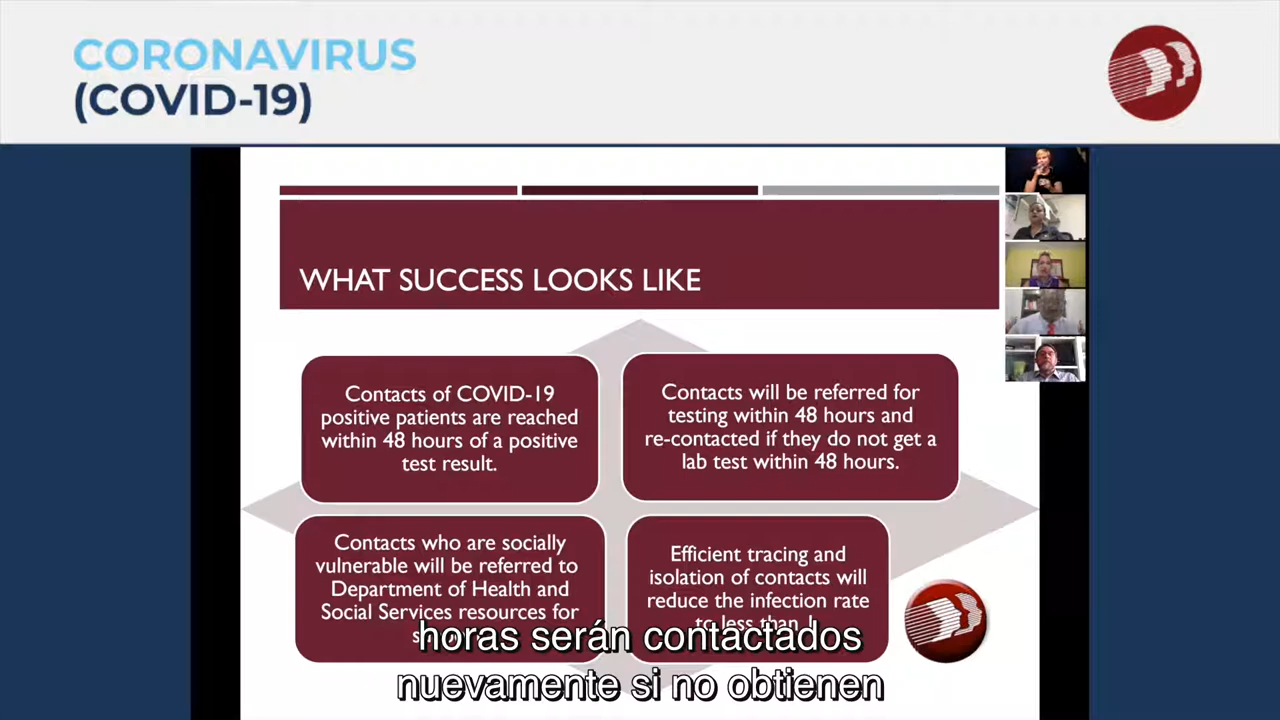 CORONAVIRUS
(COVID-19)
WHAT SUCCESS LOOKS LIKE
Contacts of COVID-19
positive patients are reached
within 48 hours of a positive
test result.
Contacts will be referred for
testing within 48 hours and
re-contacted if they do not get a
lab test within 48 hours.
Contacts who are socially
vulnerable will be referred to
Department of Health and
Social Services resources for
Efficient tracing and
isolation of contacts will
reduce the infection rate
to less than 1.
horas serán contactados
nuevamente si no obtienen